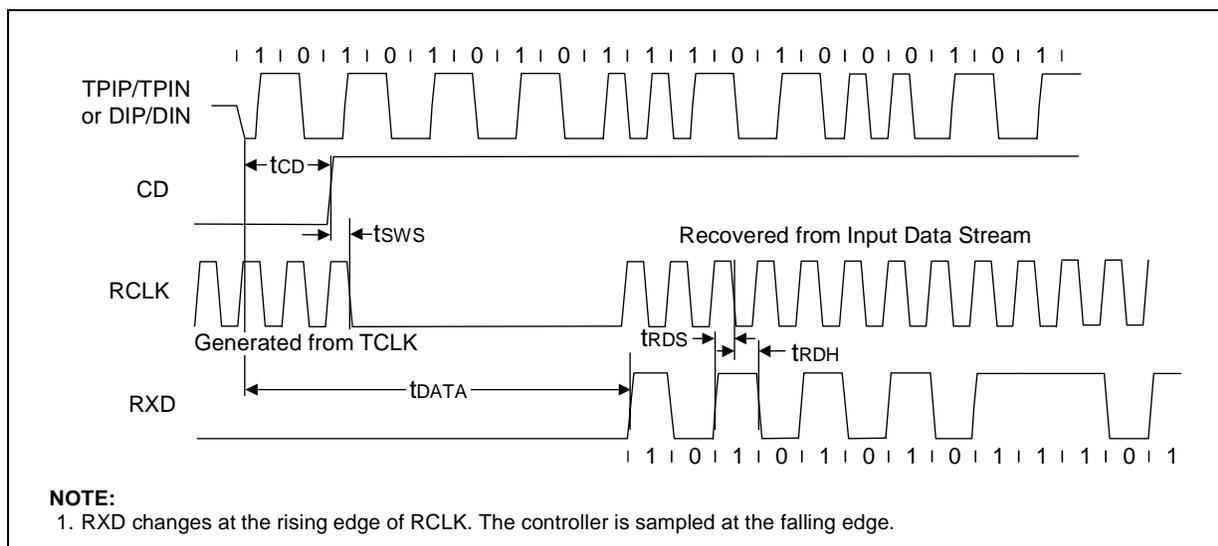 1 0 1 0 1 0 1 0 1 1 1 0 1 0 0 0 1 0 1
TPIP/TPIN
or DIP/DIN
tCD
CD
tSWS
Recovered from Input Data Stream
RCLK
Generated from TCLK
tRDS
tRDH
tDATA
RXD
1 0 1 0 1 0 1 0 1 1 1 0 1
NOTE:
1. RXD changes at the rising edge of RCLK. The controller is sampled at the falling edge.